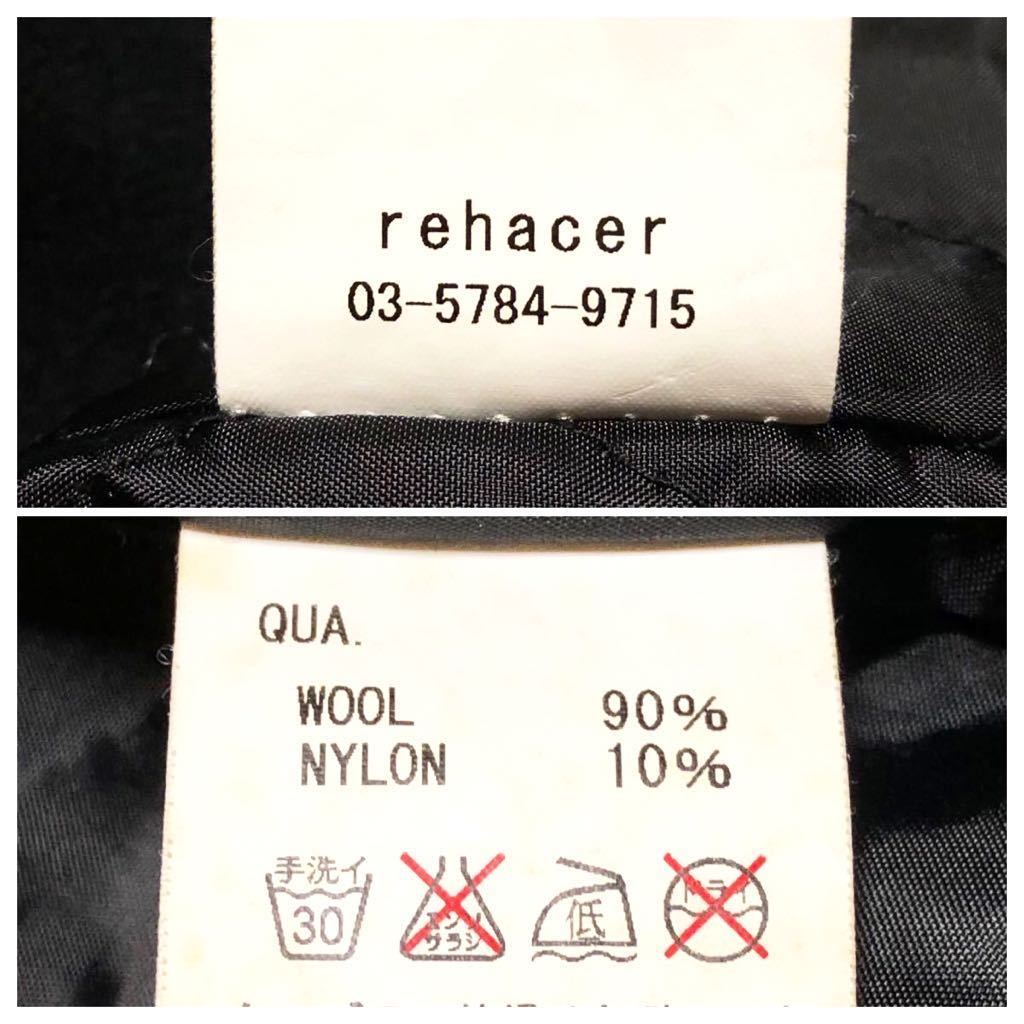 rehacer
03-5784-9715
QUA.
WOOL 90%
NYLON 10%
手洗イ
30
エンソ
サラシ
低
ドライ